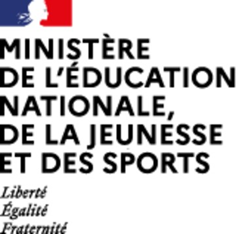 MINISTÈRE
DE L'ÉDUCATION
NATIONALE,
DE LA JEUNESSE
ET DES SPORTS
Liberté
Égalité
Fraternité